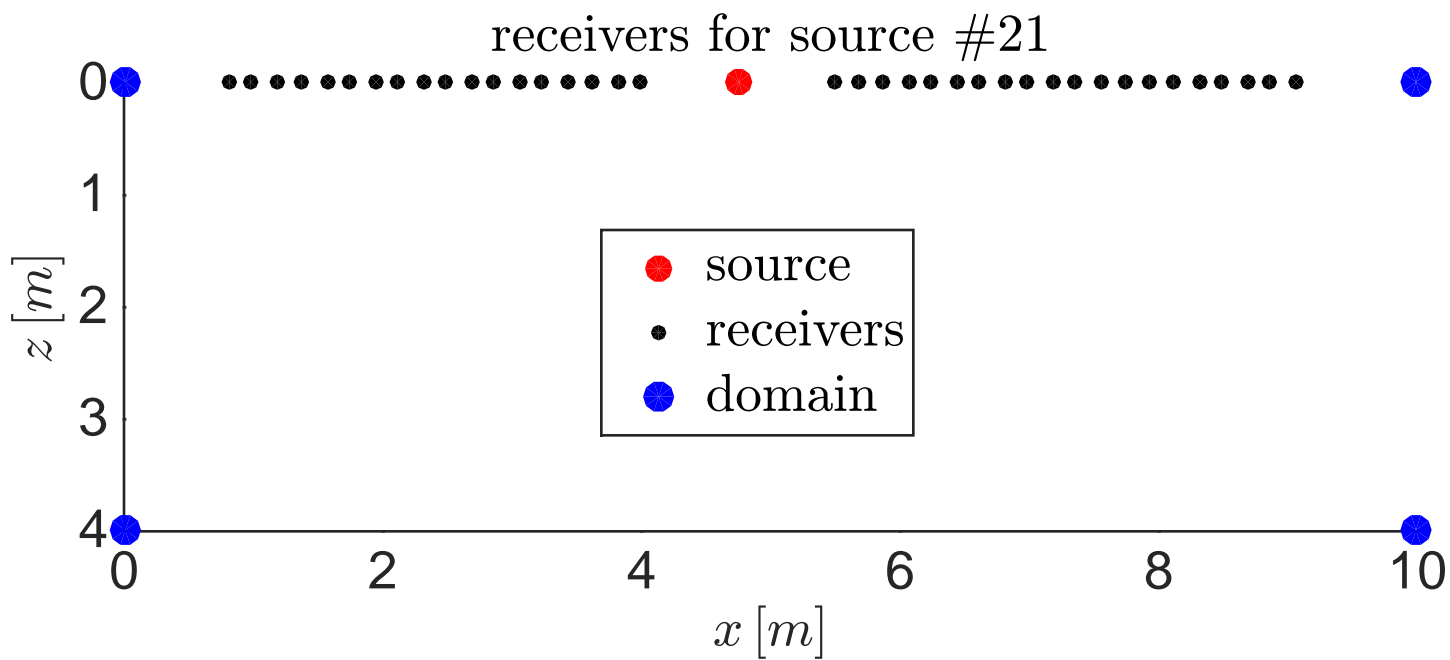 receivers for source #21
0
1
2
3
4
z [m]
source
receivers
domain
0 2 4 6 8 10
x [m]